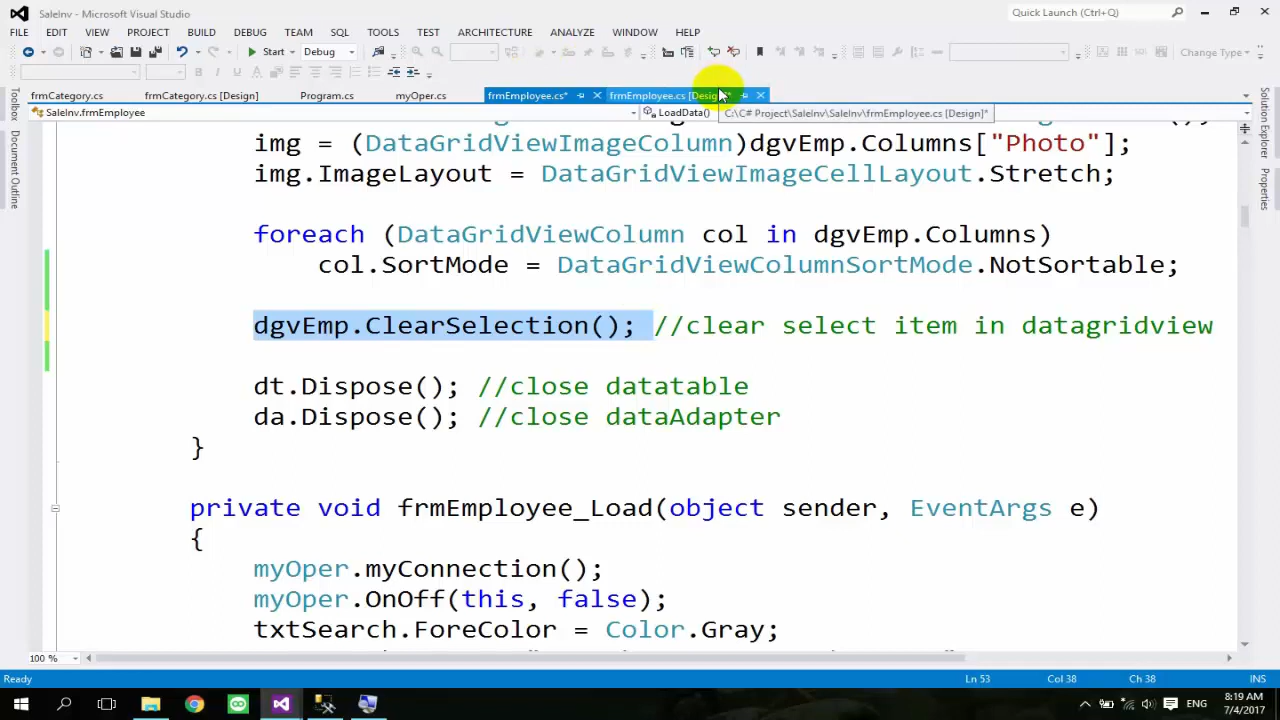 SaleInv - Microsoft Visual Studio
Quick Launch (Ctrl+Q)
FILE EDIT VIEW PROJECT BUILD DEBUG TEAM SQL TOOLS TEST ARCHITECTURE ANALYZE WINDOW HELP
Start Debug Change Type
frmCategory.cs frmCategory.cs [Design] Program.cs myOper.cs frmEmployee.cs* frmEmployee.cs [Design]*
SaleInv.frmEmployee LoadData()
C:\C# Project\SaleInv\SaleInv\frmEmployee.cs [Design]*
Toolbox
Document Outline
Solution Explorer
Properties
img = (DataGridViewImageColumn)dgvEmp.Columns["Photo"];
img.ImageLayout = DataGridViewImageCellLayout.Stretch;
foreach (DataGridViewColumn col in dgvEmp.Columns)
col.SortMode = DataGridViewColumnSortMode.NotSortable;
dgvEmp.ClearSelection(); //clear select item in datagridview
dt.Dispose(); //close datatable
da.Dispose(); //close dataAdapter
}
private void frmEmployee_Load(object sender, EventArgs e)
{
myOper.myConnection();
myOper.OnOff(this, false);
txtSearch.ForeColor = Color.Gray;
100 %
Ready Ln 53 Col 38 Ch 38 INS
ENG
8:19 AM
7/4/2017